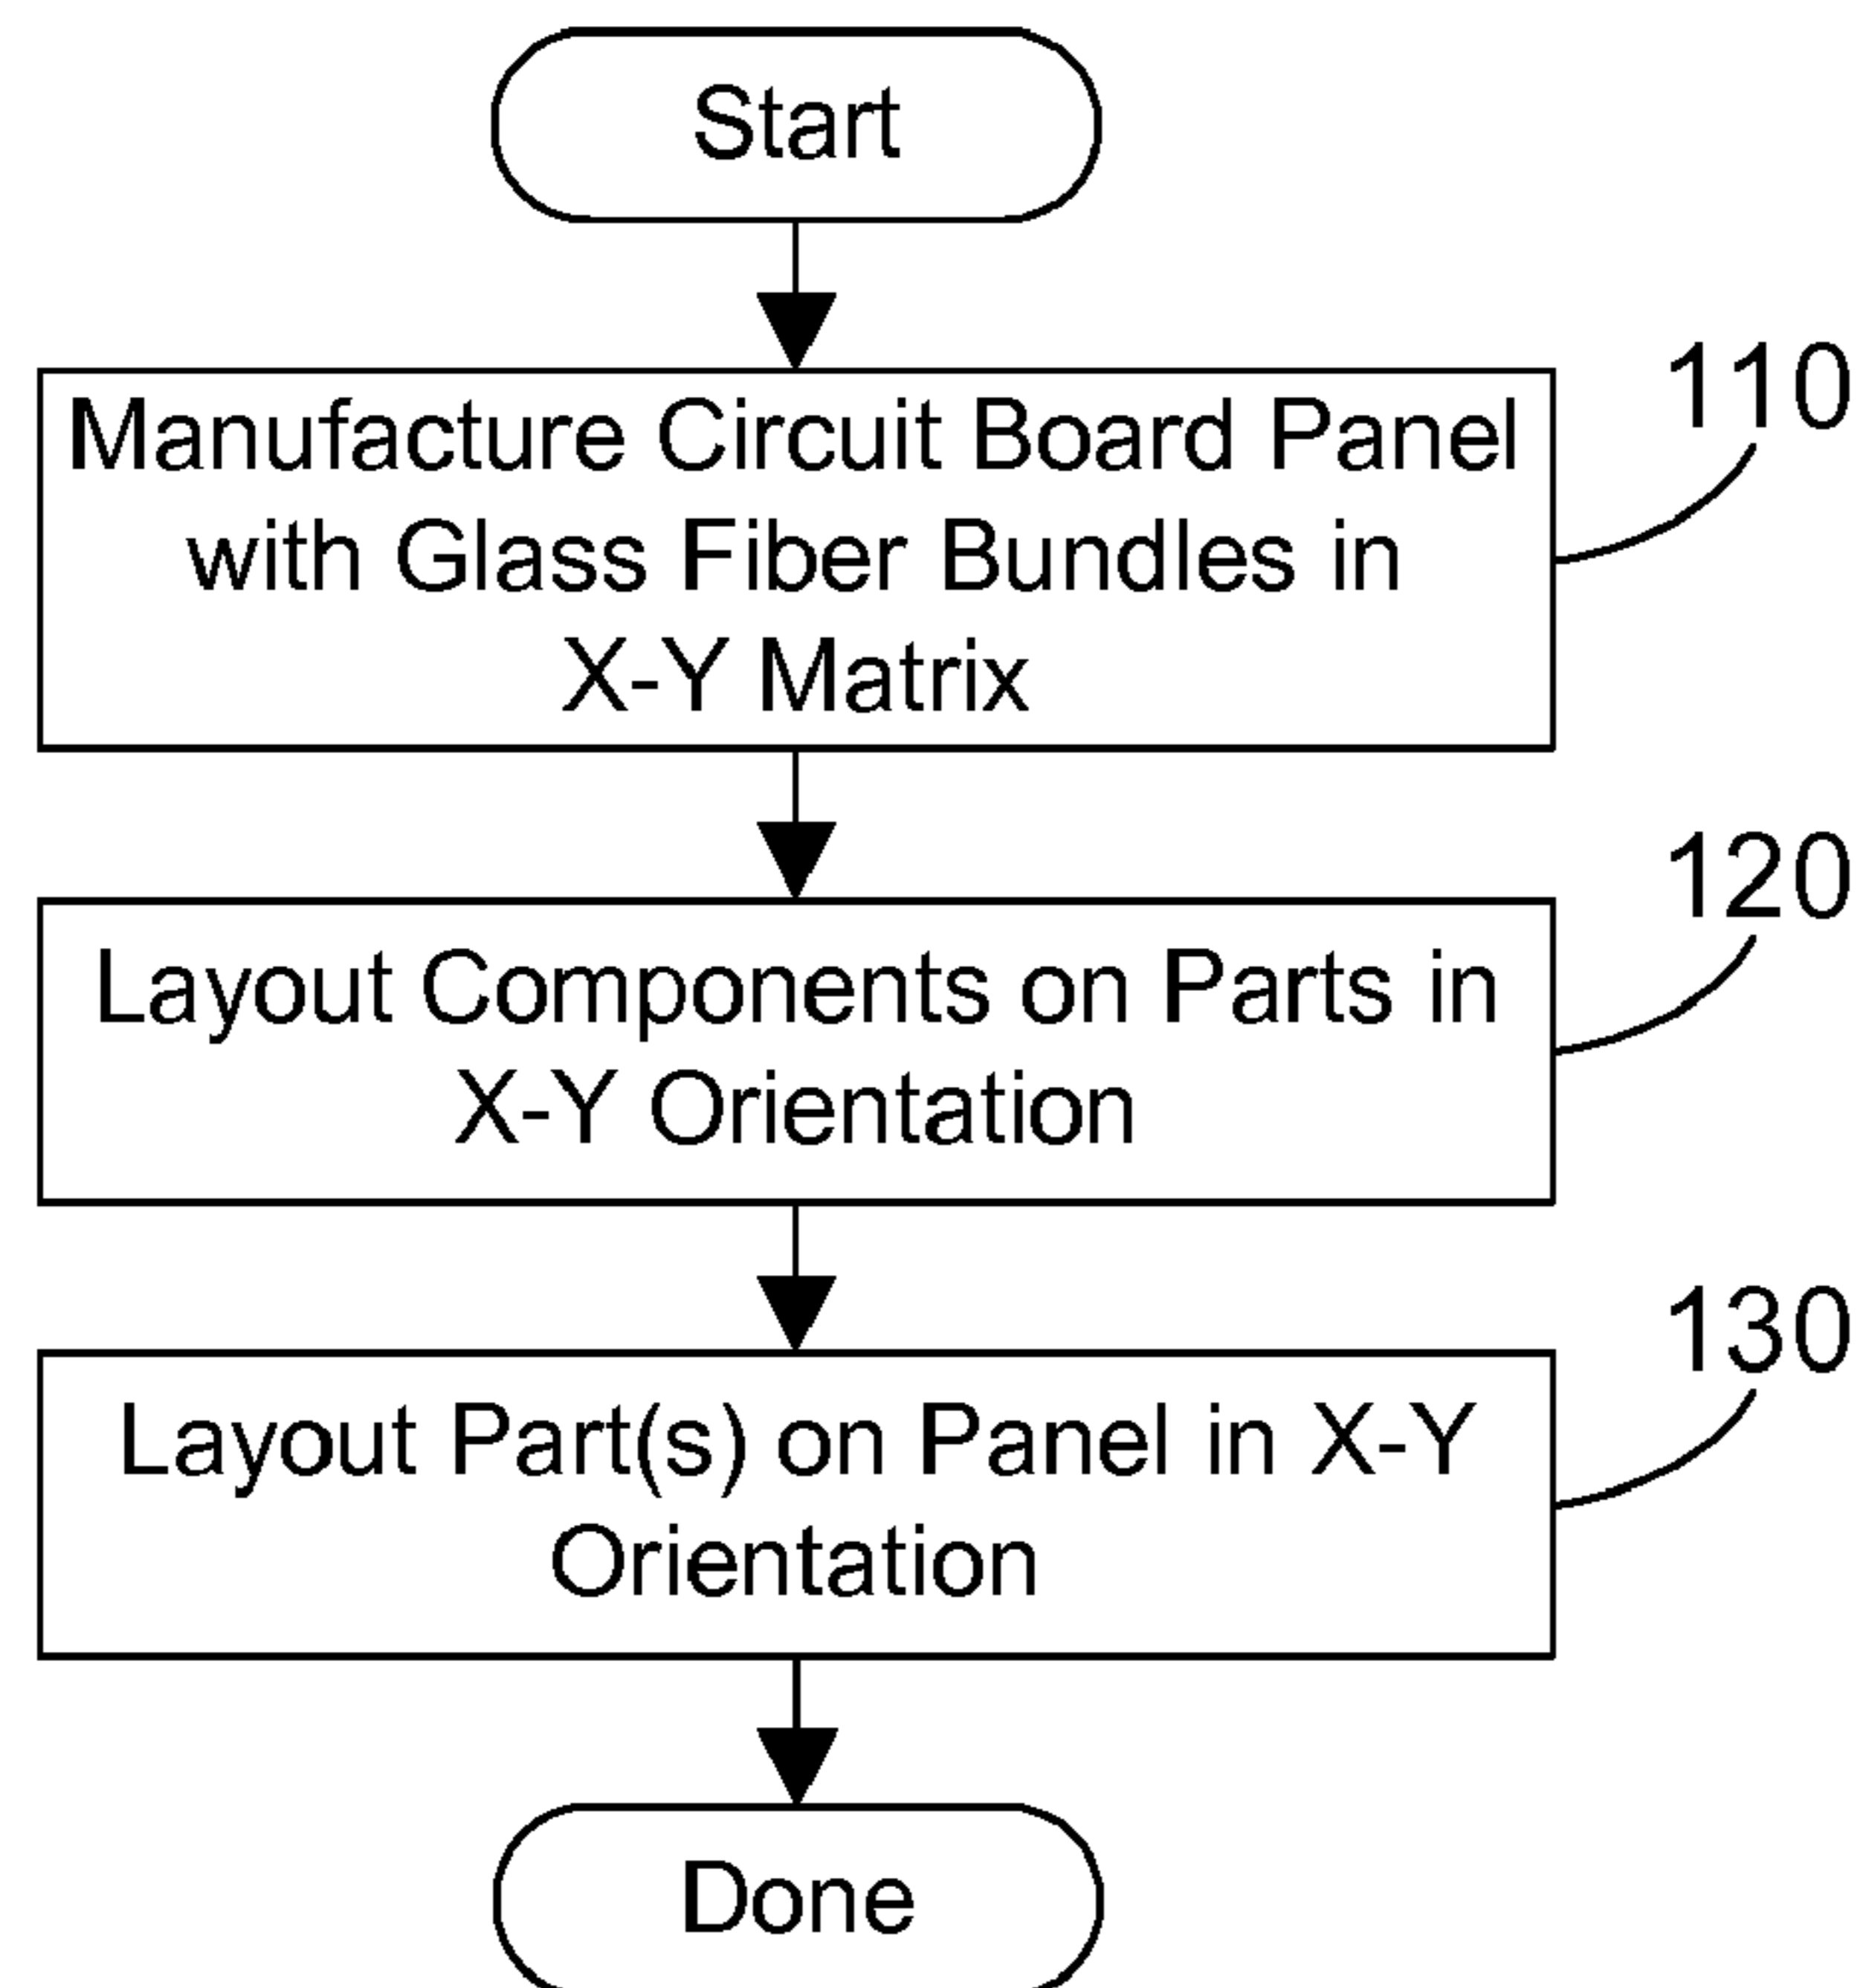 Start
110
Manufacture Circuit Board Panel
with Glass Fiber Bundles in
X-Y Matrix
120
Layout Components on Parts in
X-Y Orientation
130
Layout Part(s) on Panel in X-Y
Orientation
Done